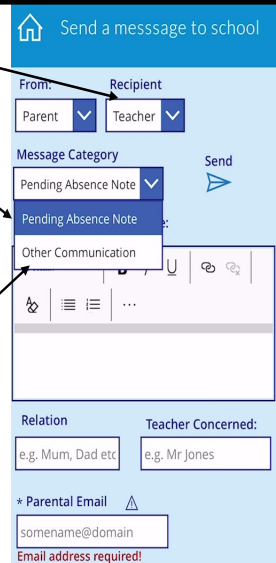 Send a messsage to school
From: Recipient
Parent Teacher
Message Category
Send
Pending Absence Note
Pending Absence Note
Other Communication
B I U
Relation Teacher Concerned:
e.g. Mum, Dad etc e.g. Mr Jones
* Parental Email
somename@domain
Email address required!